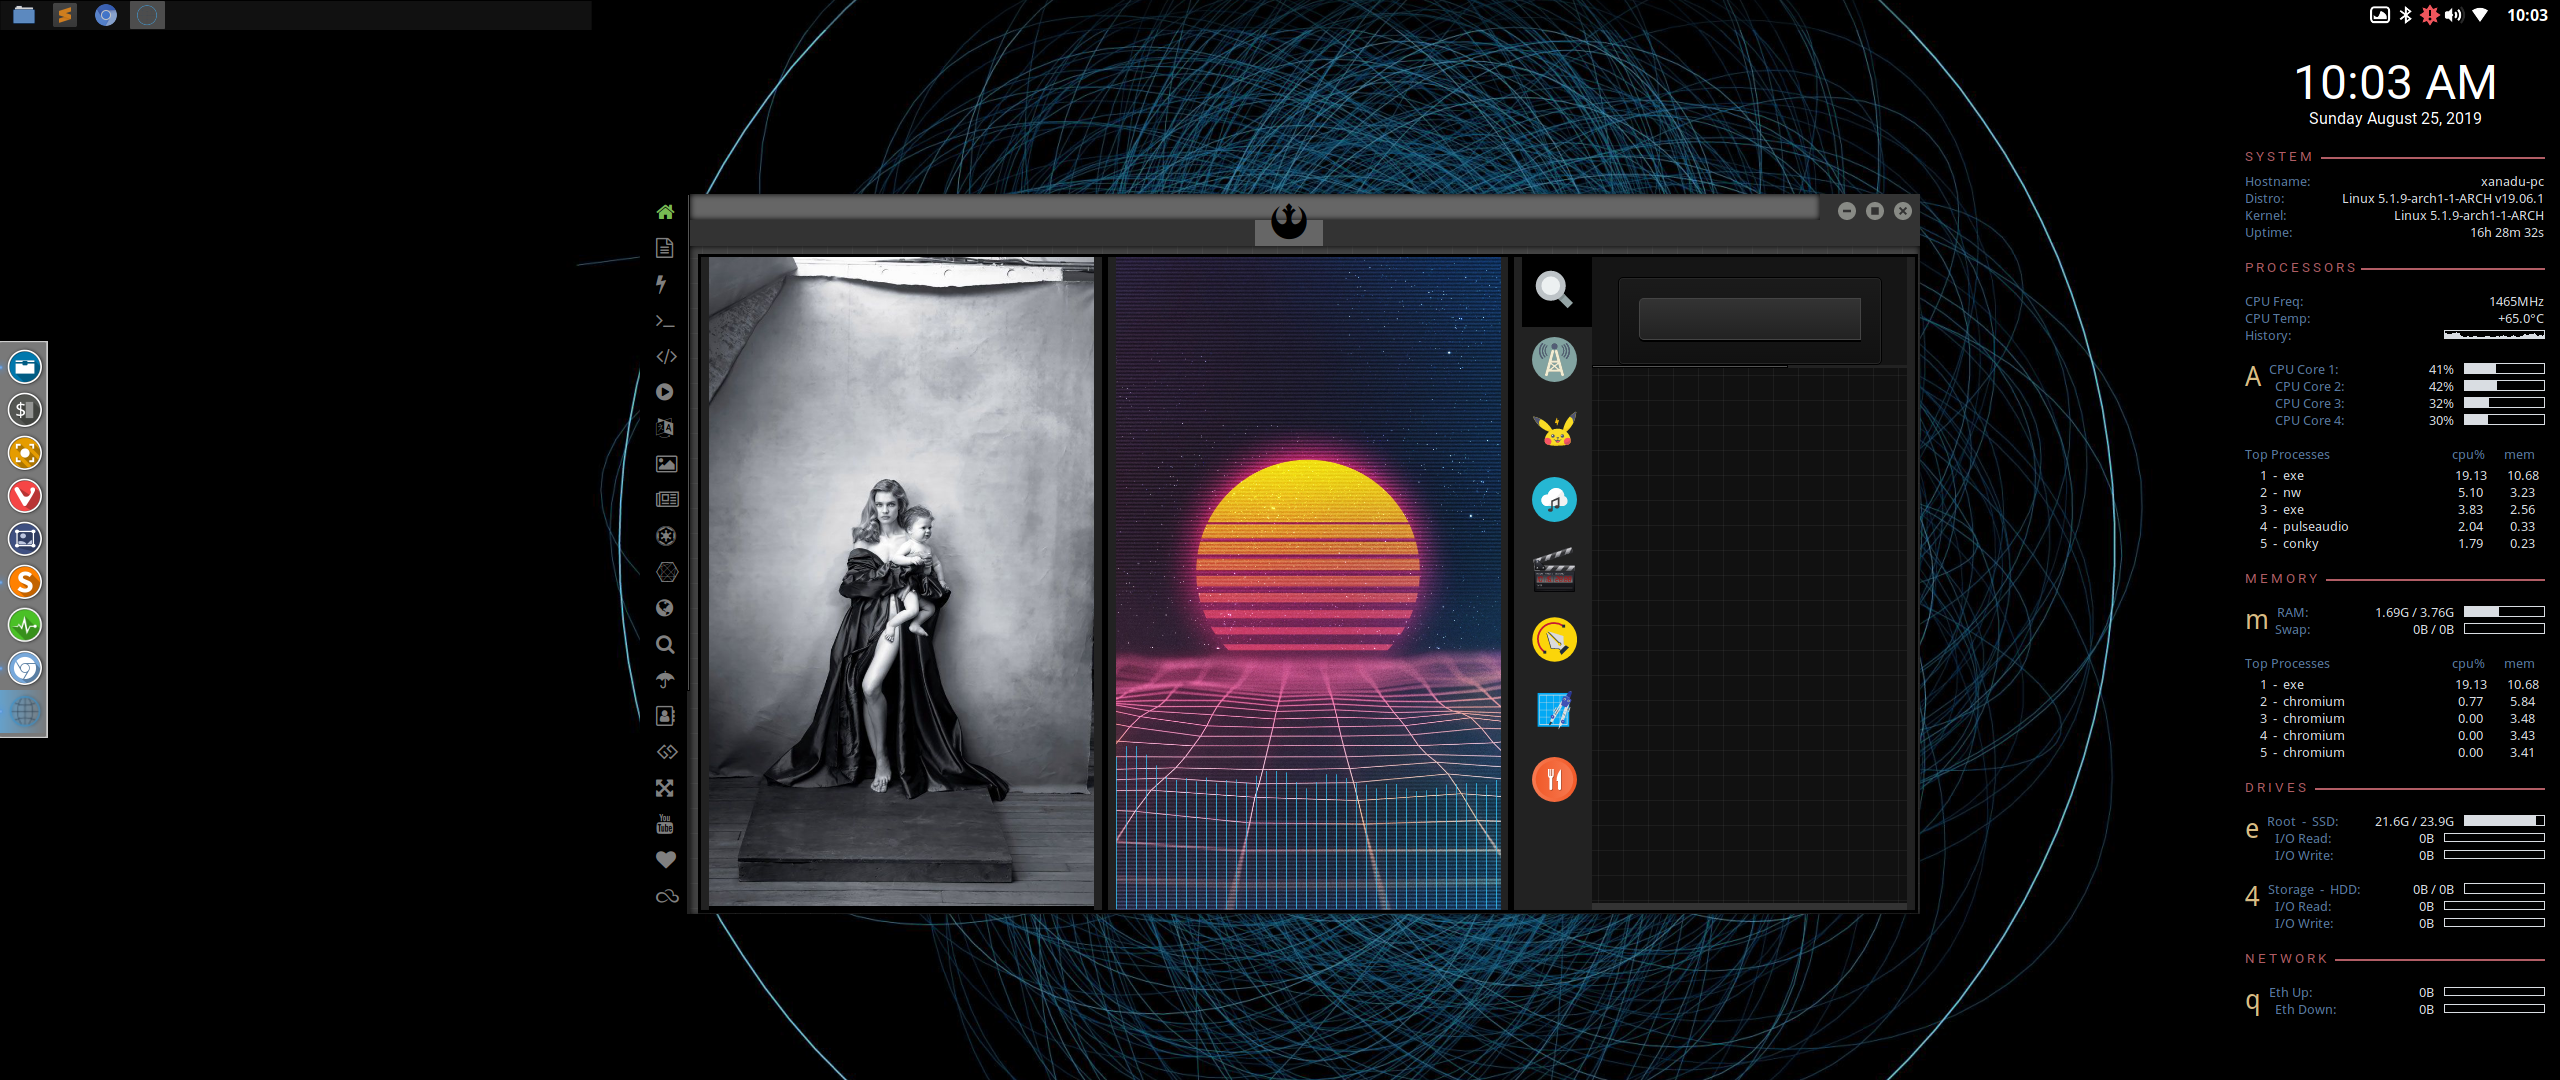 10:03
10:03 AM
Sunday August 25, 2019
SYSTEM
Hostname: xanadu-pc
Distro: Linux 5.1.9-arch1-1-ARCH v19.06.1
Kernel: Linux 5.1.9-arch1-1-ARCH
Uptime: 16h 28m 32s
PROCESSORS
CPU Freq: 1465MHz
CPU Temp: +65.0°C
History:
A CPU Core 1: 41%
CPU Core 2: 42%
CPU Core 3: 32%
CPU Core 4: 30%
Top Processes cpu% mem
1 - exe 19.13 10.68
2 - nw 5.10 3.23
3 - exe 3.83 2.56
4 - pulseaudio 2.04 0.33
5 - conky 1.79 0.23
MEMORY
m RAM: 1.69G / 3.76G
Swap: 0B / 0B
Top Processes cpu% mem
1 - exe 19.13 10.68
2 - chromium 0.77 5.84
3 - chromium 0.00 3.48
4 - chromium 0.00 3.43
5 - chromium 0.00 3.41
DRIVES
e Root - SSD: 21.6G / 23.9G
I/O Read: 0B
I/O Write: 0B
4 Storage - HDD: 0B / 0B
I/O Read: 0B
I/O Write: 0B
NETWORK
q Eth Up: 0B
Eth Down: 0B
You
Tube